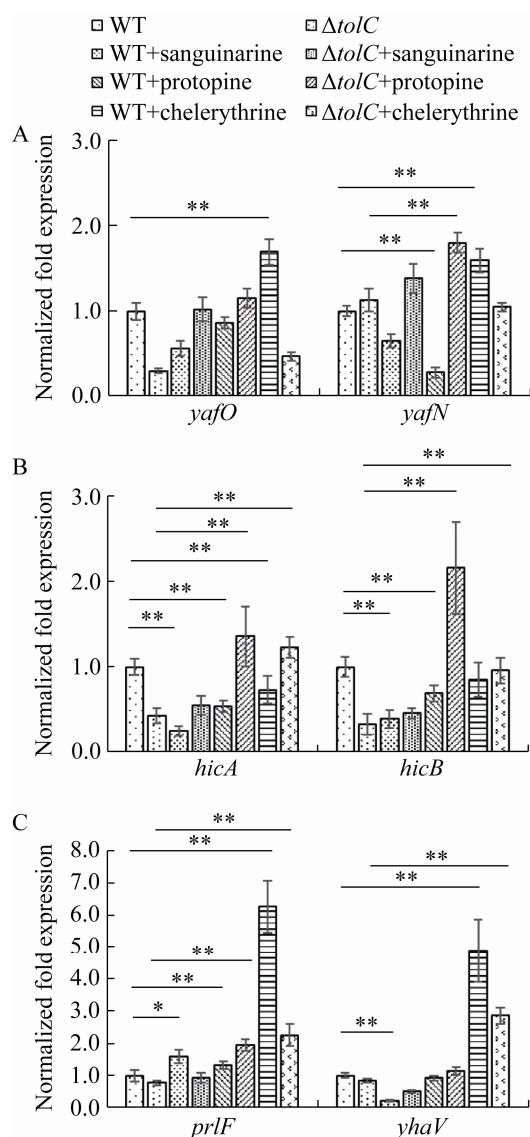 WT ΔtolC
WT+sanguinarine ΔtolC+sanguinarine
WT+protopine ΔtolC+protopine
WT+chelerythrine ΔtolC+chelerythrine
A
Normalized fold expression
3.0
2.0
1.0
0.0
**
**
**
**
yafO yafN
B
Normalized fold expression
3.0
2.0
1.0
0.0
**
**
**
**
**
**
**
**
**
hicA hicB
C
Normalized fold expression
8.0
7.0
6.0
5.0
4.0
3.0
2.0
1.0
0.0
**
**
**
**
*
**
**
**
prlF yhaV